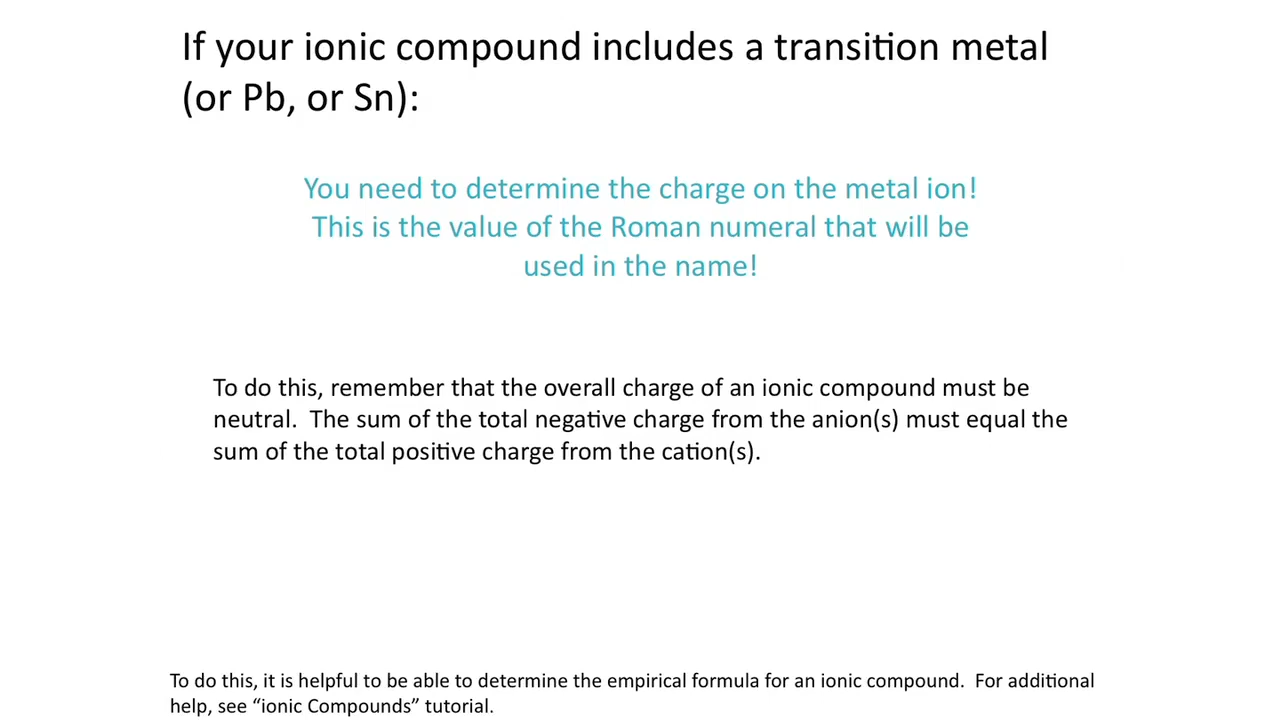 If your ionic compound includes a transition metal
(or Pb, or Sn):
You need to determine the charge on the metal ion!
This is the value of the Roman numeral that will be
used in the name!
To do this, remember that the overall charge of an ionic compound must be
neutral.  The sum of the total negative charge from the anion(s) must equal the
sum of the total positive charge from the cation(s).
To do this, it is helpful to be able to determine the empirical formula for an ionic compound.  For additional
help, see “ionic Compounds” tutorial.